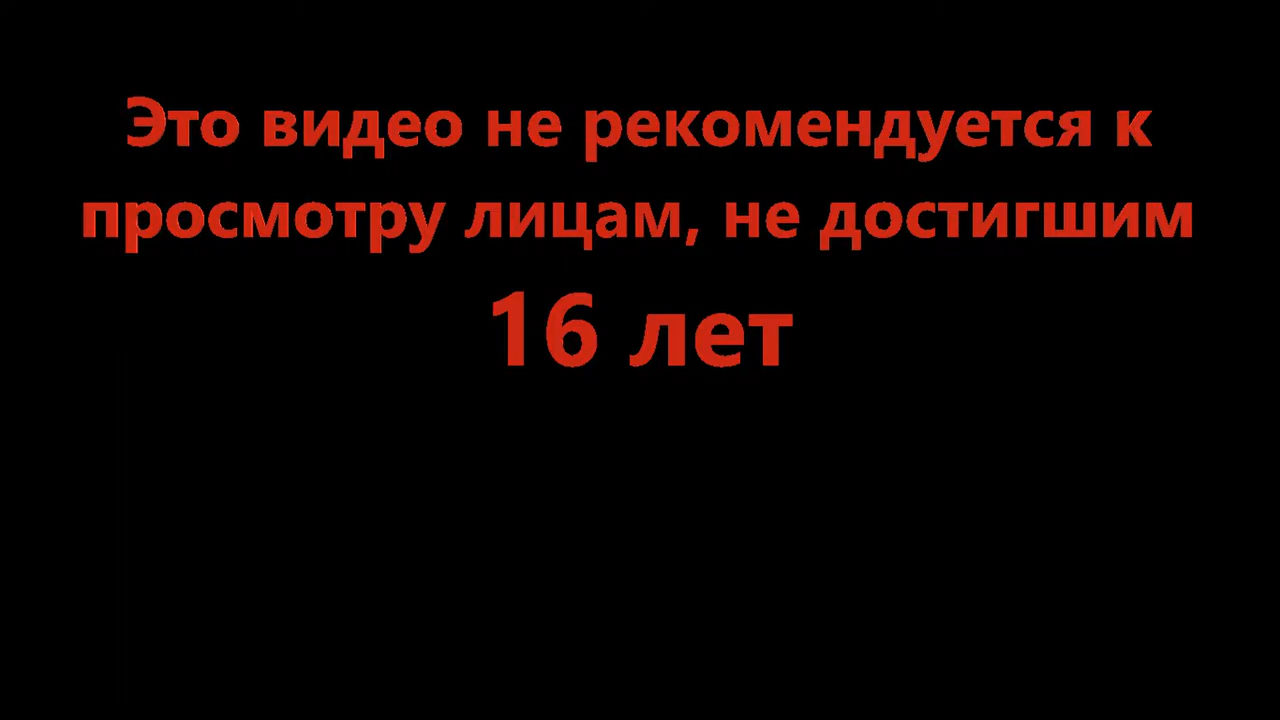 Это видео не рекомендуется к
просмотру лицам, не достигшим
16 лет